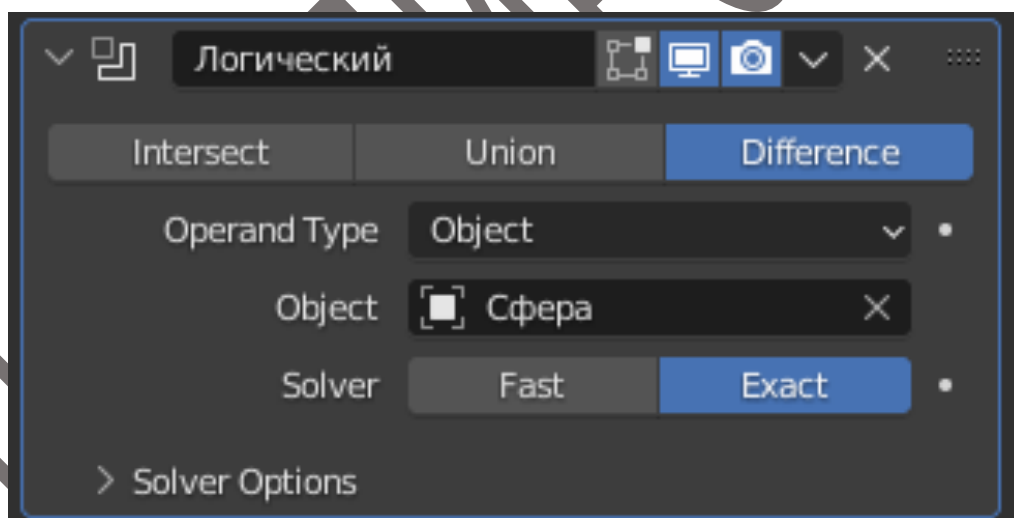 Логический
Intersect Union Difference
Operand Type Object
Object Сфера
Solver Fast Exact
Solver Options